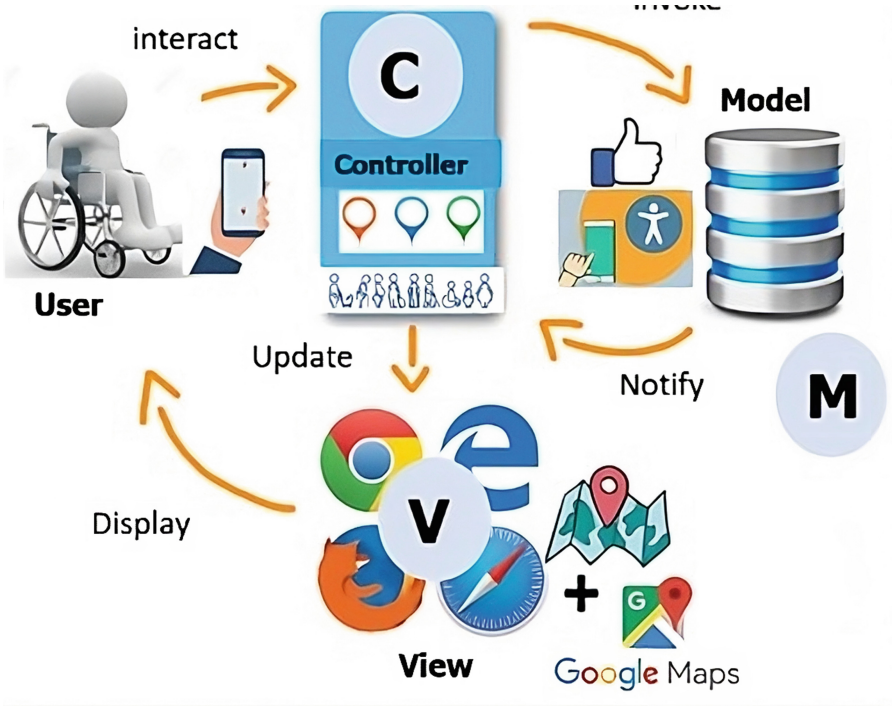 interact
C
Controller
Model
User
Update
Notify
M
Display
V
+
G
View
Google Maps